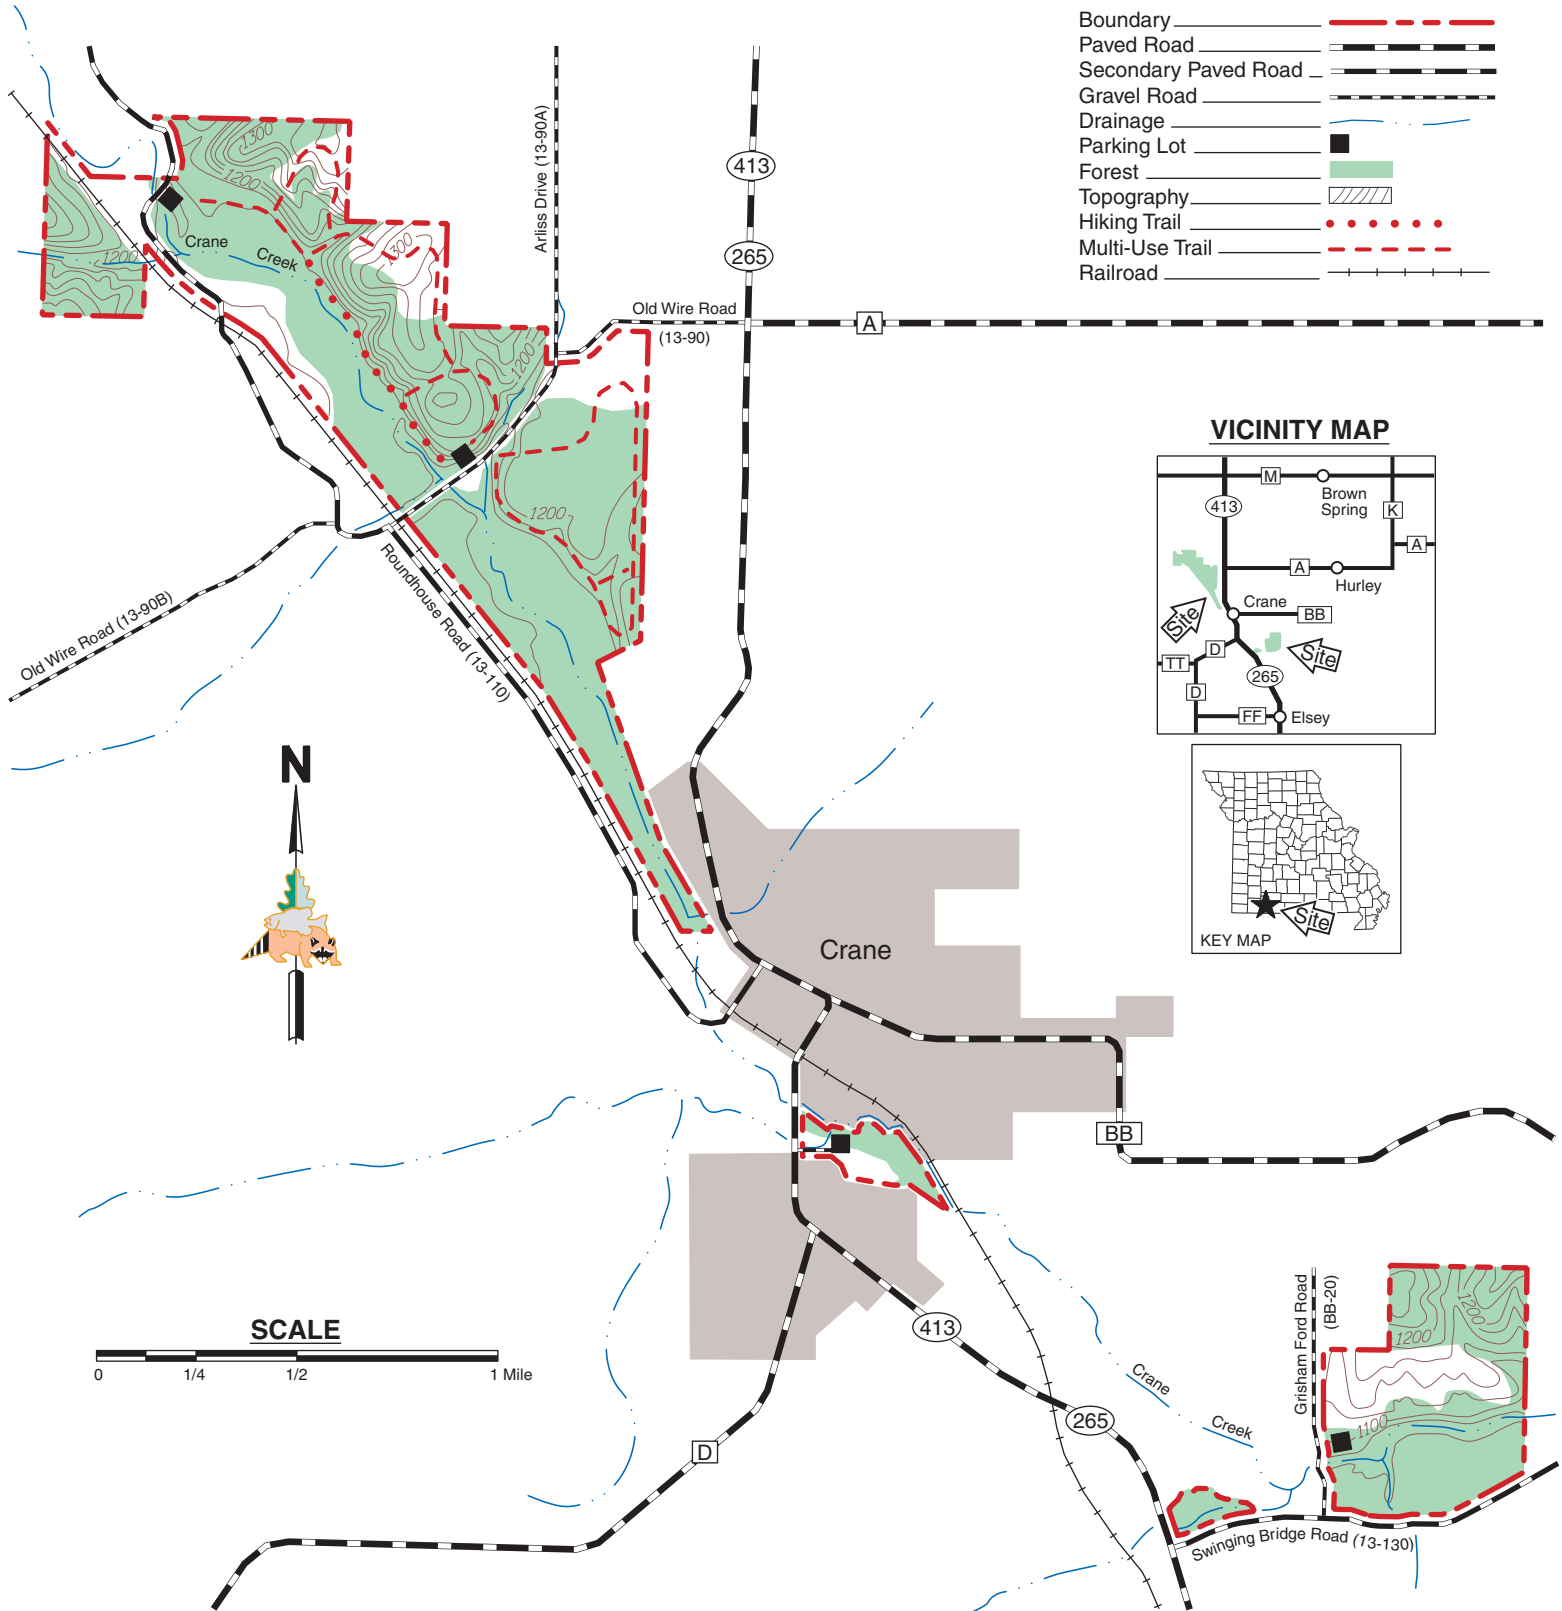 Boundary
Paved Road
Secondary Paved Road
Gravel Road
Drainage
Parking Lot
Forest
Topography
Hiking Trail
Multi-Use Trail
Railroad
1300
1200
1200
Crane
Creek
1300
1200
1200
Arliss Drive (13-90A)
413
265
Old Wire Road
(13-90)
A
Old Wire Road (13-90B)
Roundhouse Road (13-110)
VICINITY MAP
M
Brown
Spring
413
K
A
A
Hurley
Crane
BB
Site
D
Site
TT
265
D
FF
Elsey
Site
KEY MAP
N
Crane
BB
SCALE
0
1/4
1/2
1 Mile
413
265
D
Crane
Creek
Grisham Ford Road
(BB-20)
1200
1200
1100
Swinging Bridge Road (13-130)